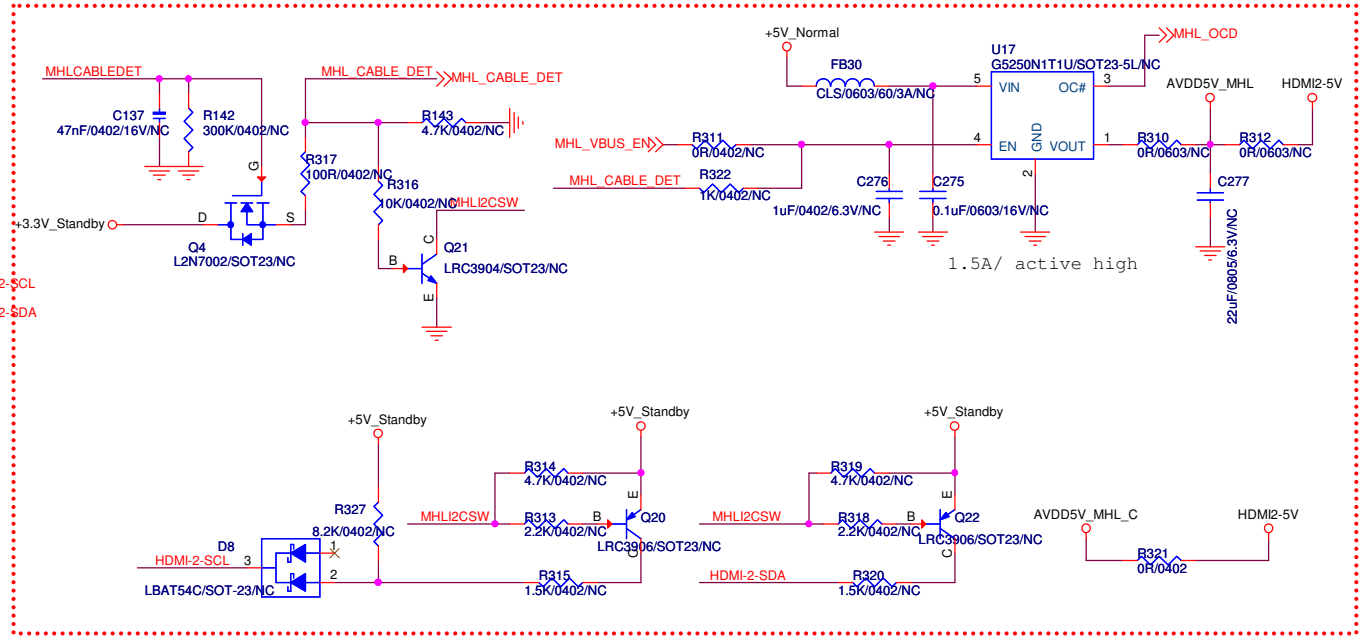 +5V_Normal
MHL_OCD
U17
G5250N1T1U/SOT23-5L/NC
MHLCABLEDET
MHL_CABLE_DET
MHL_CABLE_DET
FB30
CLS/0603/60/3A/NC
5
VIN
OC#
3
AVDD5V_MHL
HDMI2-5V
C137
47nF/0402/16V/NC
R142
300K/0402/NC
R143
4.7K/0402/NC
MHL_VBUS_EN
R311
0R/0402/NC
4
EN
GND
VOUT
1
R310
0R/0603/NC
R312
0R/0603/NC
2
R317
100R/0402/NC
R316
10K/0402/NC
MHL_CABLE_DET
R322
1K/0402/NC
C276
1uF/0402/6.3V/NC
C275
0.1uF/0603/16V/NC
C277
22uF/0805/6.3V/NC
G
MHLI2CSW
+3.3V_Standby
D
S
Q4
L2N7002/SOT23/NC
B
C
E
Q21
LRC3904/SOT23/NC
1.5A/ active high
2-SCL
2-SDA
+5V_Standby
+5V_Standby
+5V_Standby
R314
4.7K/0402/NC
R319
4.7K/0402/NC
R327
8.2K/0402/NC
MHLI2CSW
R313
2.2K/0402/NC
B
E
C
Q20
LRC3906/SOT23/NC
MHLI2CSW
R318
2.2K/0402/NC
B
E
C
Q22
LRC3906/SOT23/NC
AVDD5V_MHL_C
HDMI2-5V
R321
0R/0402
D8
HDMI-2-SCL
3
1
2
LBAT54C/SOT-23/NC
R315
1.5K/0402/NC
HDMI-2-SDA
R320
1.5K/0402/NC